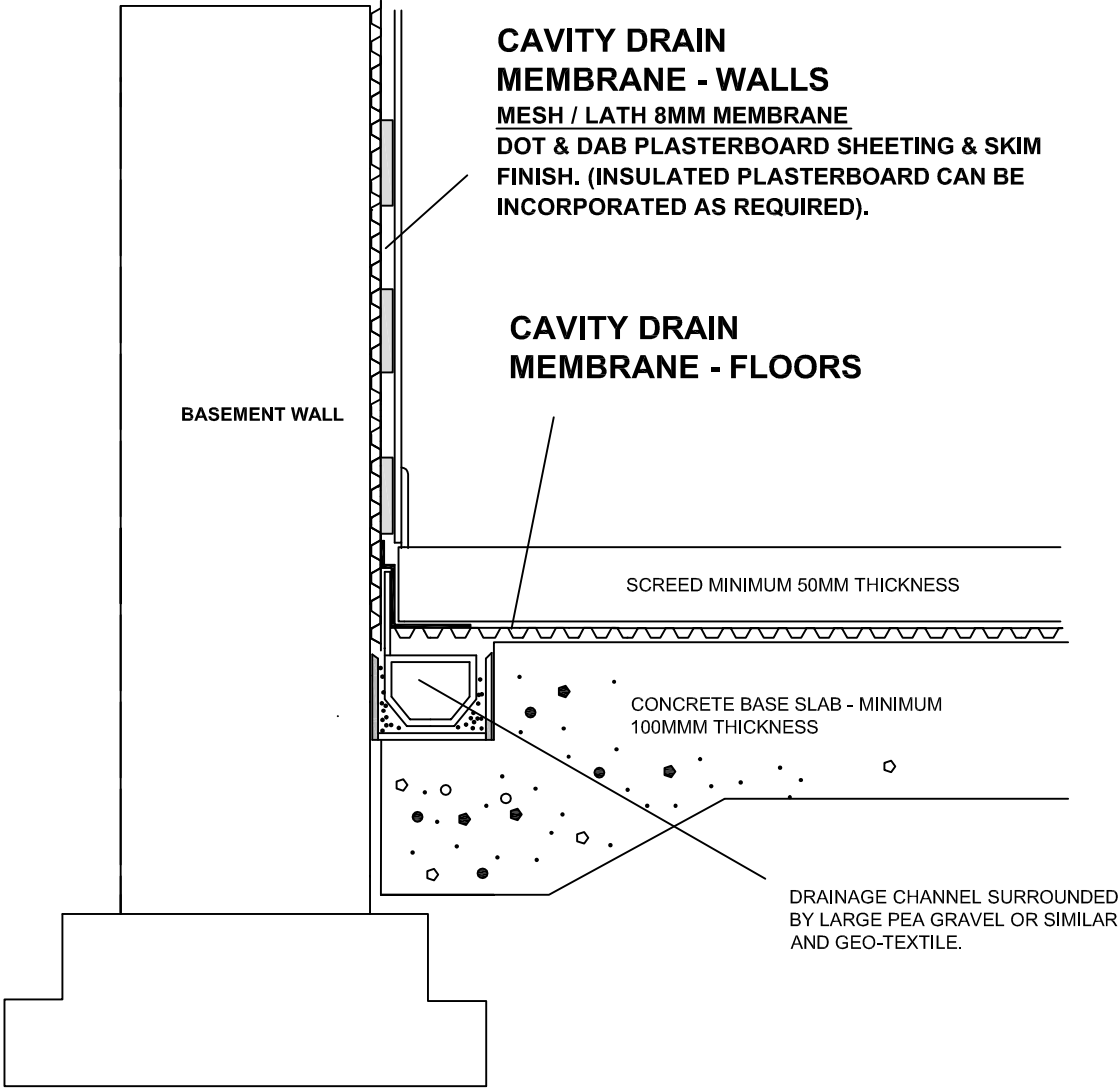 CAVITY DRAIN
MEMBRANE - WALLS
MESH / LATH 8MM MEMBRANE
DOT & DAB PLASTERBOARD SHEETING & SKIM
FINISH. (INSULATED PLASTERBOARD CAN BE
INCORPORATED AS REQUIRED).
CAVITY DRAIN
MEMBRANE - FLOORS
BASEMENT WALL
SCREED MINIMUM 50MM THICKNESS
CONCRETE BASE SLAB - MINIMUM
100MMM THICKNESS
DRAINAGE CHANNEL SURROUNDED
BY LARGE PEA GRAVEL OR SIMILAR
AND GEO-TEXTILE.